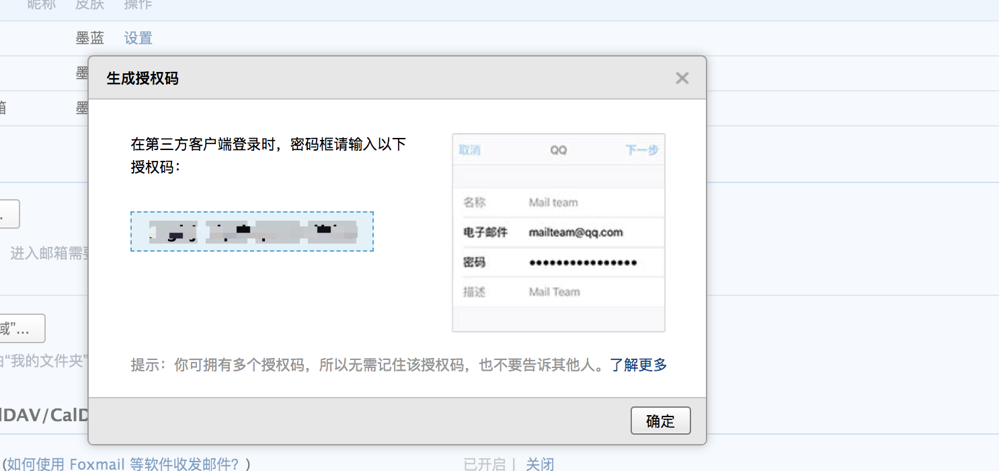 昵称 皮肤 操作
墨蓝 设置
墨
箱 墨
生成授权码
在第三方客户端登录时，密码框请输入以下
授权码：
取消 QQ 下一步
名称 Mail team
电子邮件 mailteam@qq.com
密码 ••••••••••••••••
描述 Mail Team
进入邮箱需要
域”...
“我的文件夹”
提示：你可拥有多个授权码，所以无需记住该授权码，也不要告诉其他人。了解更多
确定
DAV/CalD
(如何使用 Foxmail 等软件收发邮件？)
已开启 | 关闭